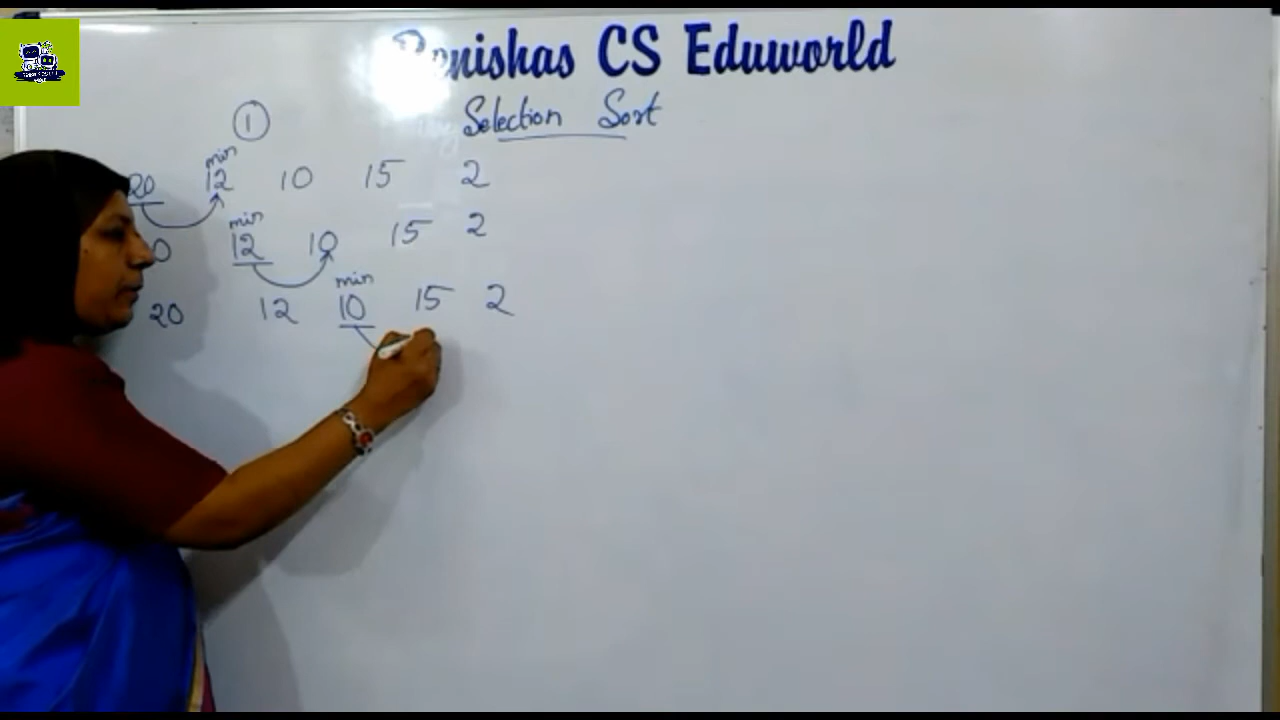 Renishas CS Eduworld
Selection Sort
1
min
20 12 10 15 2
min
0 12 10 15 2
min
20 12 10 15 2